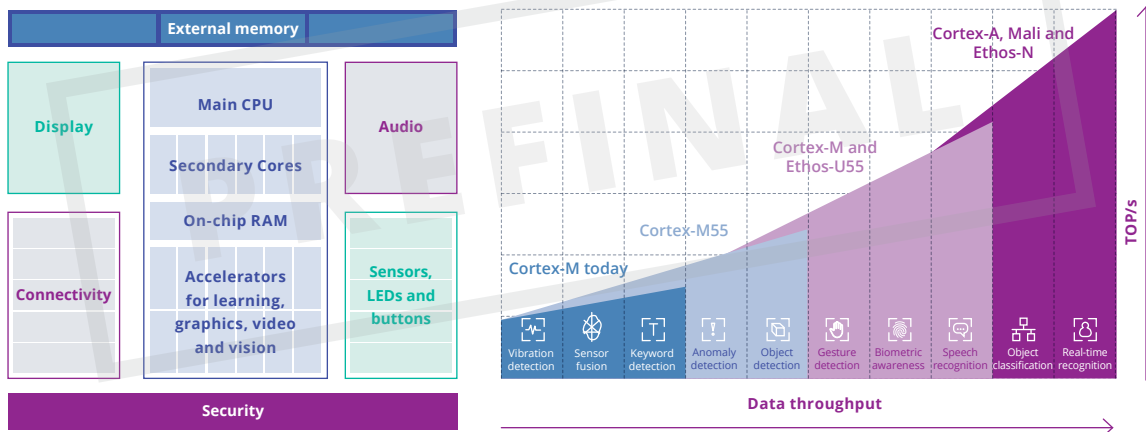 External memory
Display
Main CPU
Audio
Secondary Cores
On-chip RAM
Connectivity
Accelerators
for learning,
graphics, video
and vision
Sensors,
LEDs and
buttons
Security
PREFINAL
Cortex-A, Mali and
Ethos-N
Cortex-M and
Ethos-U55
Cortex-M55
Cortex-M today
TOP/s
Vibration
detection
Sensor
fusion
T
Keyword
detection
Anomaly
detection
Object
detection
Gesture
detection
Biometric
awareness
Speech
recognition
Object
classification
Real-time
recognition
Data throughput